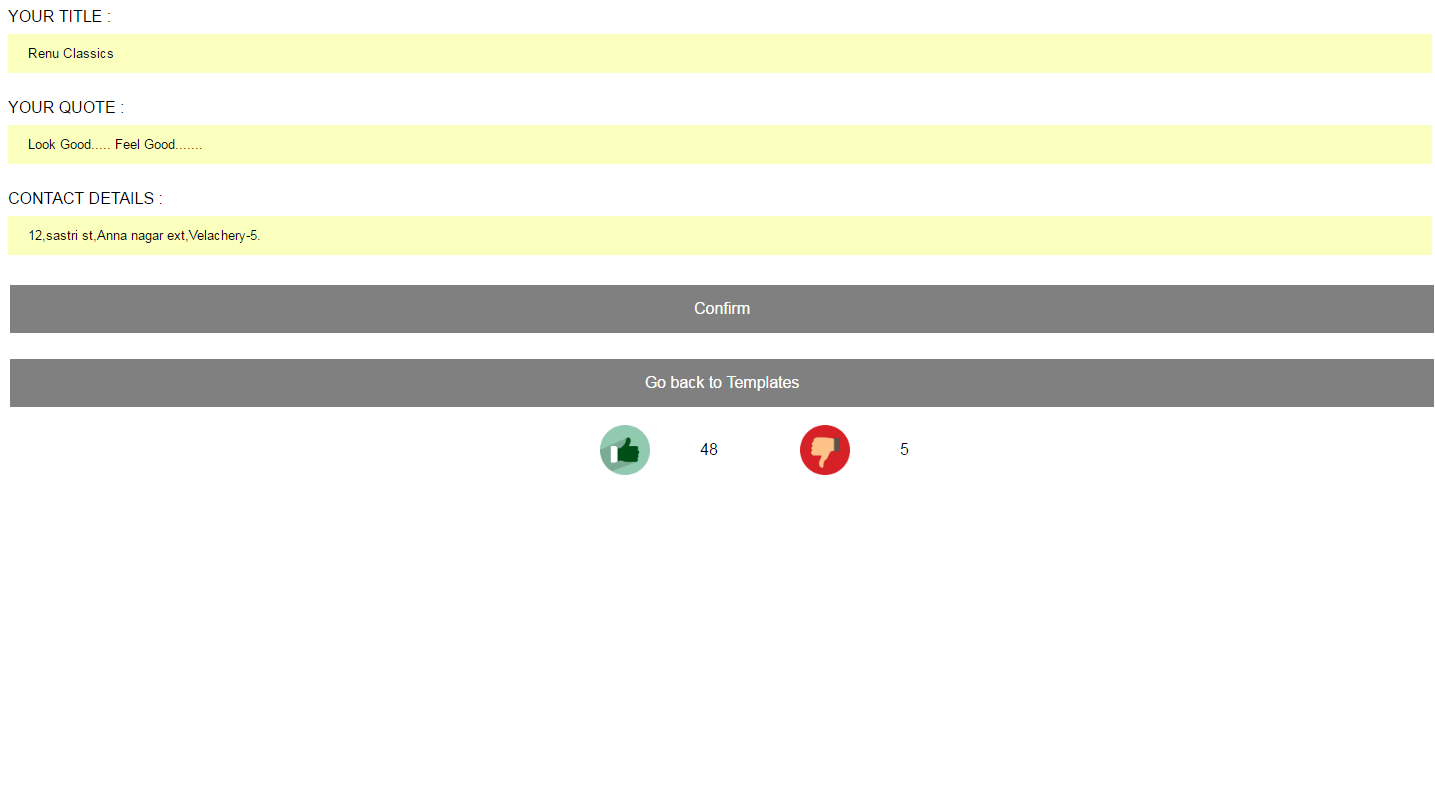 YOUR TITLE :
Renu Classics
YOUR QUOTE :
Look Good..... Feel Good.......
CONTACT DETAILS :
12,sastri st,Anna nagar ext,Velachery-5.
Confirm
Go back to Templates
48 5